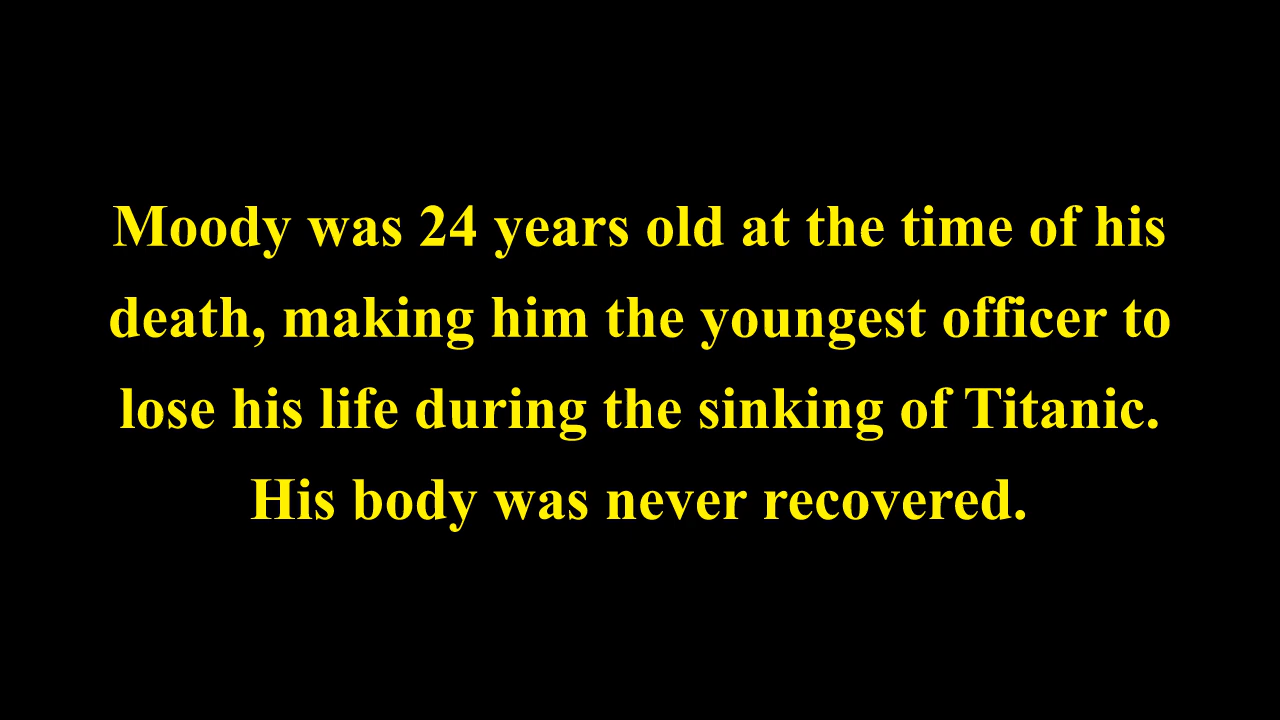 Moody was 24 years old at the time of his
death, making him the youngest officer to
lose his life during the sinking of Titanic.
His body was never recovered.